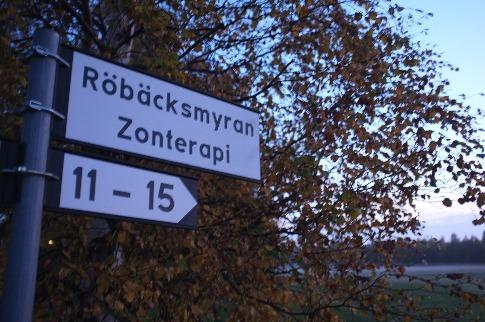 Röbäcksmyran
Zonterapi
11 - 15